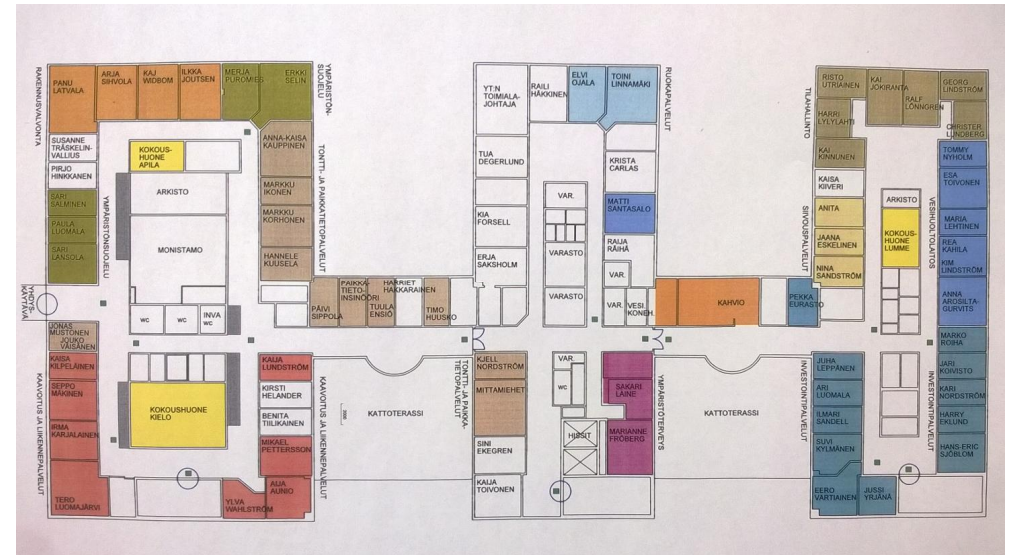 PANU
LATVALA
ARJA
SIHVOLA
KAJ
WIDBOM
ILKKA
JOUTSEN
MERJA
PUROMIES
ERKKI
SELIN
YMPÄRISTÖN-
SUOJELU
RAKENNUSVALVONTA
SUSANNE
TRÄSKELIN-
VALLIUS
PIRJO
HINKKANEN
SARI
SALMINEN
PAULA
LUOMALA
SARI
LANSOLA
YMPÄRISTÖNSUOJELU
KOKOUS-
HUONE
APILA
ARKISTO
MONISTAMO
WC
WC
INVA
WC
ANNA-KAISA
KAUPPINEN
MARKKU
IKONEN
MARKKU
KORHONEN
HANNELE
KUUSELA
TONTTI- JA PAIKKATIETOPALVELUT
PÄIVI
SIPPOLA
PAIKKA-
TIETO-
INSINÖÖRI
TUULA
ENSIÖ
HARRIET
HAKKARAINEN
TIMO
HUUSKO
YHDYS-
KÄYTÄVÄ
JONAS
MUSTONEN
JOUKO
VÄISÄNEN
KAISA
KILPELÄINEN
SEPPO
MÄKINEN
IRMA
KARJALAINEN
TERO
LUOMAJÄRVI
KAAVOITUS JA LIIKENNEPALVELUT
KOKOUSHUONE
KIELO
KAIJA
LUNDSTRÖM
KIRSTI
HELANDER
BENITA
TIILIKAINEN
MIKAEL
PETTERSSON
AIJA
AUNIO
YLVA
WAHLSTRÖM
KAAVOITUS JA LIIKENNEPALVELUT
KATTOTERASSI
YT:N
TOIMIALA-
JOHTAJA
RAILI
HÄKKINEN
ELVI
OJALA
TOINI
LINNAMÄKI
RUOKAPALVELUT
TUA
DEGERLUND
KIA
FORSELL
ERJA
SAKSHOLM
VAR.
VARASTO
VARASTO
KRISTA
CARLAS
MATTI
SANTASALO
RAIJA
RÄIHÄ
VAR.
VAR.
VESI.
KONEH.
KAHVIO
PEKKA
EURASTO
TONTTI- JA PAIKKA-
TIETOPALVELUT
KJELL
NORDSTRÖM
MITTAMIEHET
SINI
EKEGREN
KAIJA
TOIVONEN
VAR.
WC
HISSIT
SAKARI
LAINE
MARIANNE
FRÖBERG
YMPÄRISTÖTERVEYS
KATTOTERASSI
RISTO
UTRIAINEN
KAI
JOKIRANTA
RALF
LÖNNGREN
GEORG
LINDSTRÖM
CHRISTER
LINDBERG
TILAHALLINTO
HARRI
LYLYLAHTI
KAI
KINNUNEN
KAISA
KIIVERI
ANITA
JAANA
ESKELINEN
NINA
SANDSTRÖM
SIIVOUSPALVELUT
ARKISTO
KOKOUS-
HUONE
LUMME
VESIHUOLTOLAITOS
TOMMY
NYHOLM
ESA
TOIVONEN
MARIA
LEHTINEN
REA
KAHILA
KIM
LINDSTRÖM
ANNA
AROSILTA-
GURVITS
MARKO
ROIHA
JARI
KOIVISTO
KARI
NORDSTRÖM
HARRY
EKLUND
HANS-ERIC
SJÖBLOM
INVESTOINTIPALVELUT
INVESTOINTIPALVELUT
JUHA
LEPPÄNEN
ARI
LUOMALA
ILMARI
SANDELL
SUVI
KYLMÄNEN
EERO
VARTIAINEN
JUSSI
YRJÄNÄ